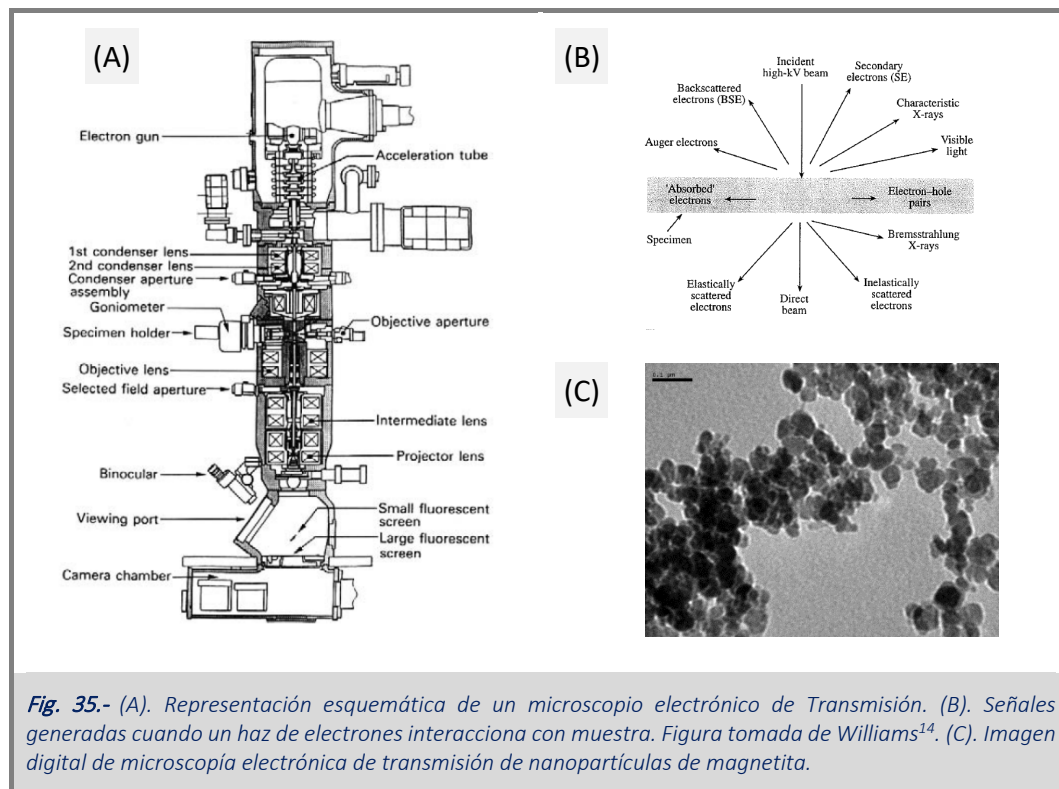 (A)
Electron gun
Acceleration tube
1st condenser lens
2nd condenser lens
Condenser aperture
assembly
Goniometer
Specimen holder
Objective aperture
Objective lens
Selected field aperture
Intermediate lens
Projector lens
Binocular
Small fluorescent
screen
Viewing port
Large fluorescent
screen
Camera chamber
(B)
Incident
high-kV beam
Secondary
electrons (SE)
Backscattered
electrons (BSE)
Characteristic
X-rays
Auger electrons
Visible
light
'Absorbed'
electrons
Electron–hole
pairs
Specimen
Bremsstrahlung
X-rays
Elastically
scattered
electrons
Direct
beam
Inelastically
scattered
electrons
(C)
0.1 µm
Fig. 35.- (A). Representación esquemática de un microscopio electrónico de Transmisión. (B). Señales
generadas cuando un haz de electrones interacciona con muestra. Figura tomada de Williams14. (C). Imagen
digital de microscopía electrónica de transmisión de nanopartículas de magnetita.